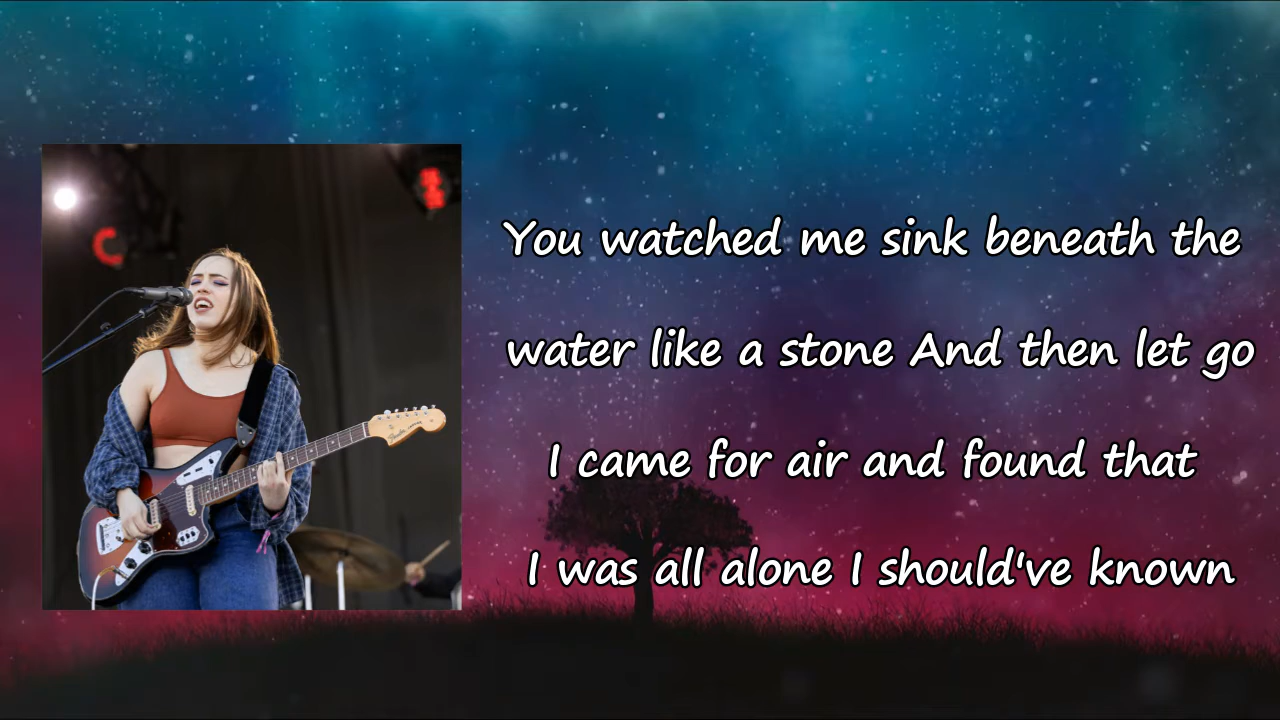 You watched me sink beneath the
water like a stone And then let go
I came for air and found that
I was all alone I should've known